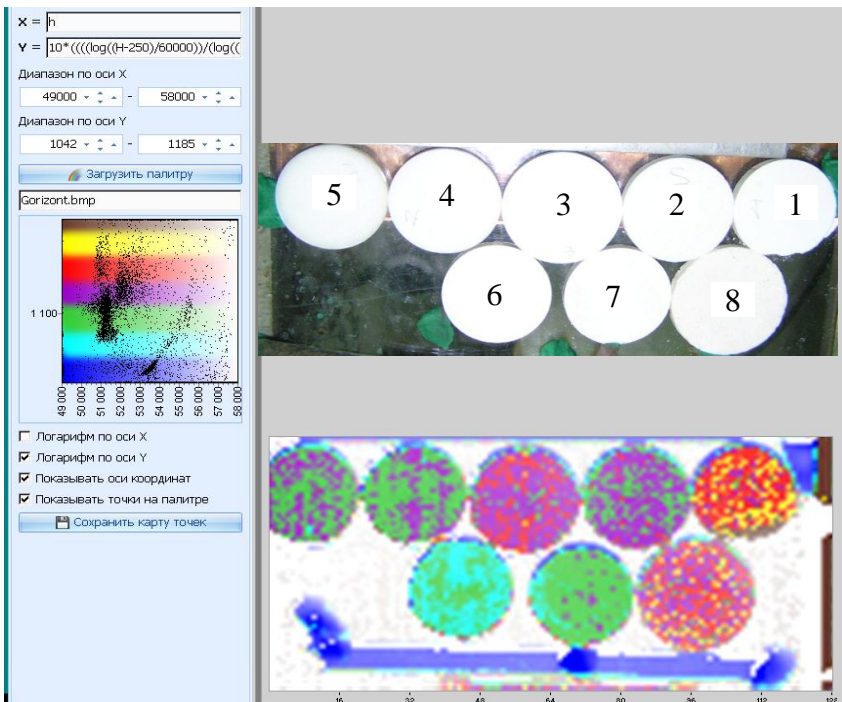 X = h
Y = 10*((((log((H-250)/60000))/(log((
Диапазон по оси X
49000 - 58000
Диапазон по оси Y
1042 - 1185
Загрузить палитру
Gorizont.bmp
1 100
49 000 50 000 51 000 52 000 53 000 54 000 55 000 56 000 57 000 58 000
Логарифм по оси X
Логарифм по оси Y
Показывать оси координат
Показывать точки на палитре
Сохранить карту точек
5 4 3 2 1
6 7 8
16 32 48 64 80 96 112 128